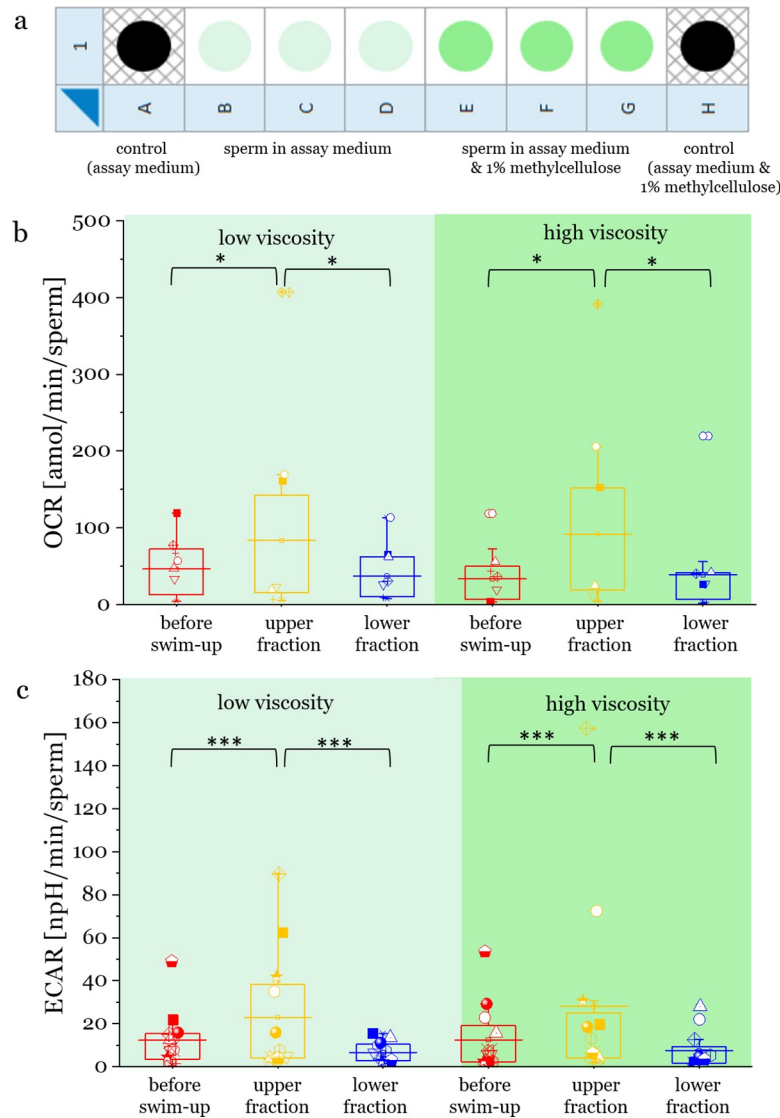 a
1
A
B
C
D
E
F
G
H
control
(assay medium)
sperm in assay medium
sperm in assay medium
& 1% methylcellulose
control
(assay medium &
1% methylcellulose)
b
OCR [amol/min/sperm]
500
400
300
200
100
0
low viscosity
high viscosity
*
*
*
*
before
swim-up
upper
fraction
lower
fraction
before
swim-up
upper
fraction
lower
fraction
c
ECAR [npH/min/sperm]
180
160
140
120
100
80
60
40
20
0
low viscosity
high viscosity
***
***
***
***
before
swim-up
upper
fraction
lower
fraction
before
swim-up
upper
fraction
lower
fraction